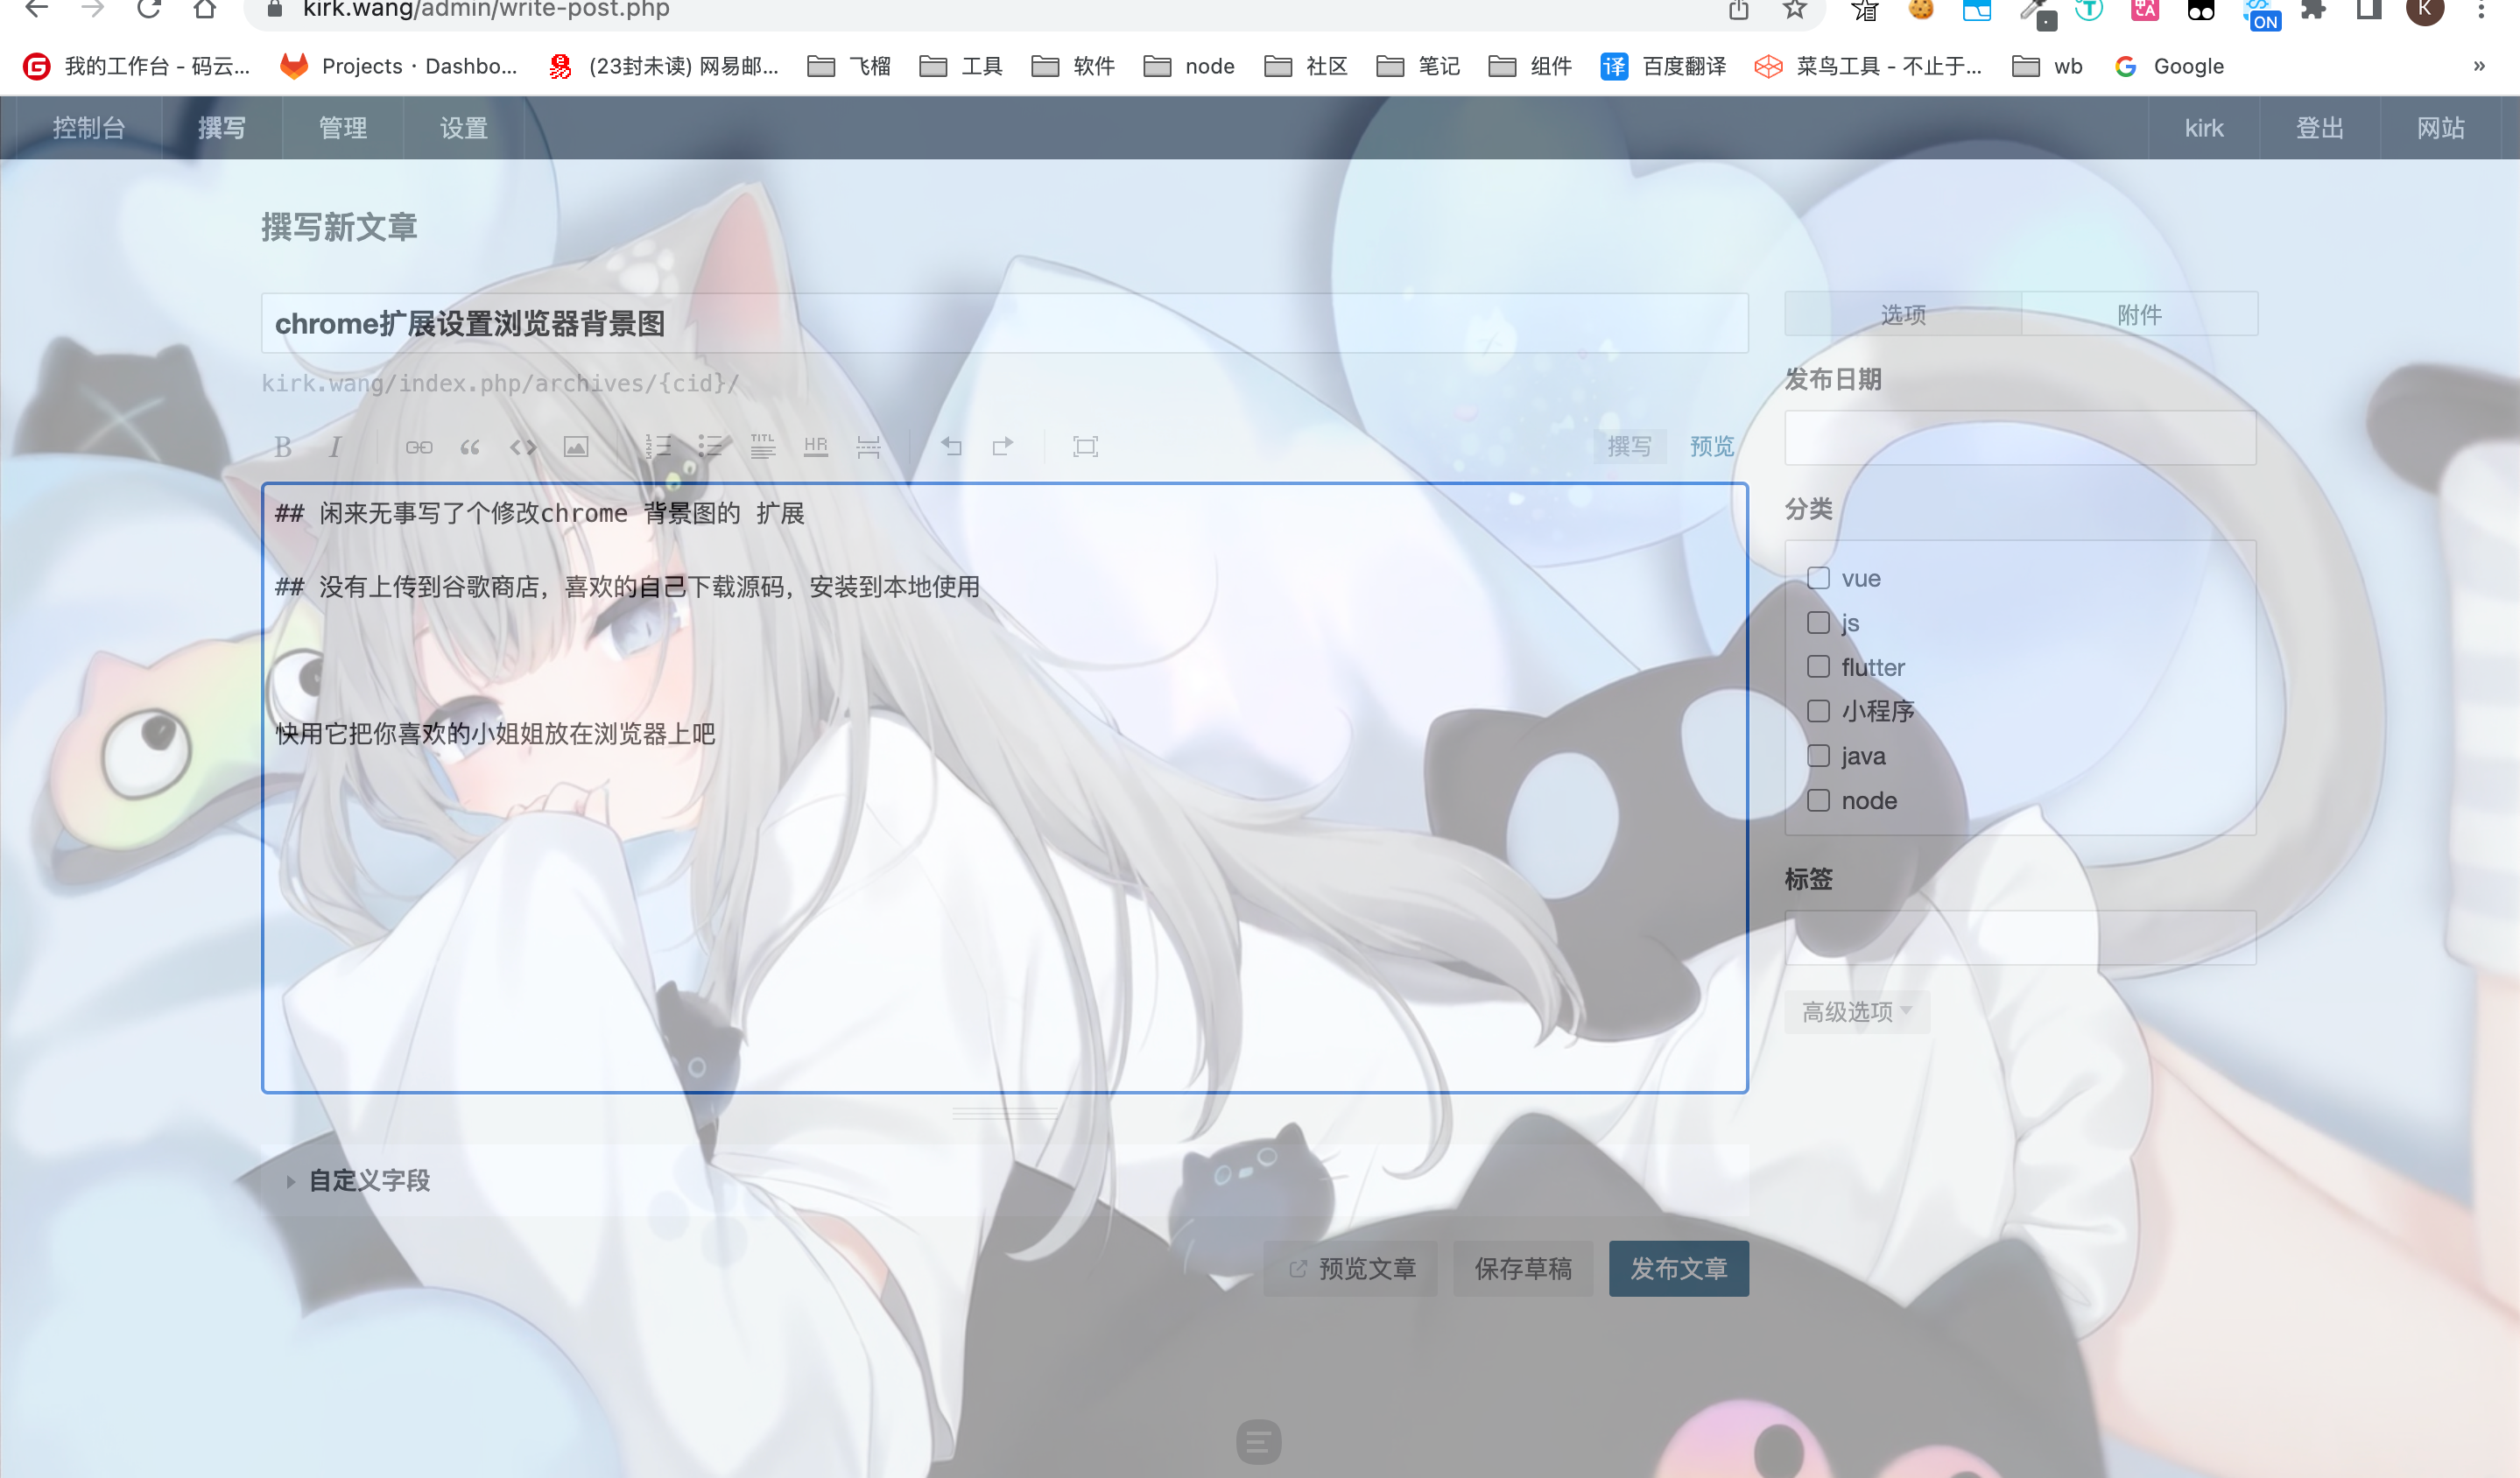 kirk.wang/admin/write-post.php
ON
K
我的工作台 - 码云...
Projects · Dashbo...
(23封未读) 网易邮...
飞榴
工具
软件
node
社区
笔记
组件
译 百度翻译
菜鸟工具 - 不止于...
wb
Google
»
控制台 撰写 管理 设置 kirk 登出 网站
撰写新文章
chrome扩展设置浏览器背景图
kirk.wang/index.php/archives/{cid}/
B I TITL HR 撰写 预览
## 闲来无事写了个修改chrome 背景图的 扩展
## 没有上传到谷歌商店，喜欢的自己下载源码，安装到本地使用
快用它把你喜欢的小姐姐放在浏览器上吧
自定义字段
预览文章 保存草稿 发布文章
选项 附件
发布日期
分类
vue
js
flutter
小程序
java
node
标签
高级选项